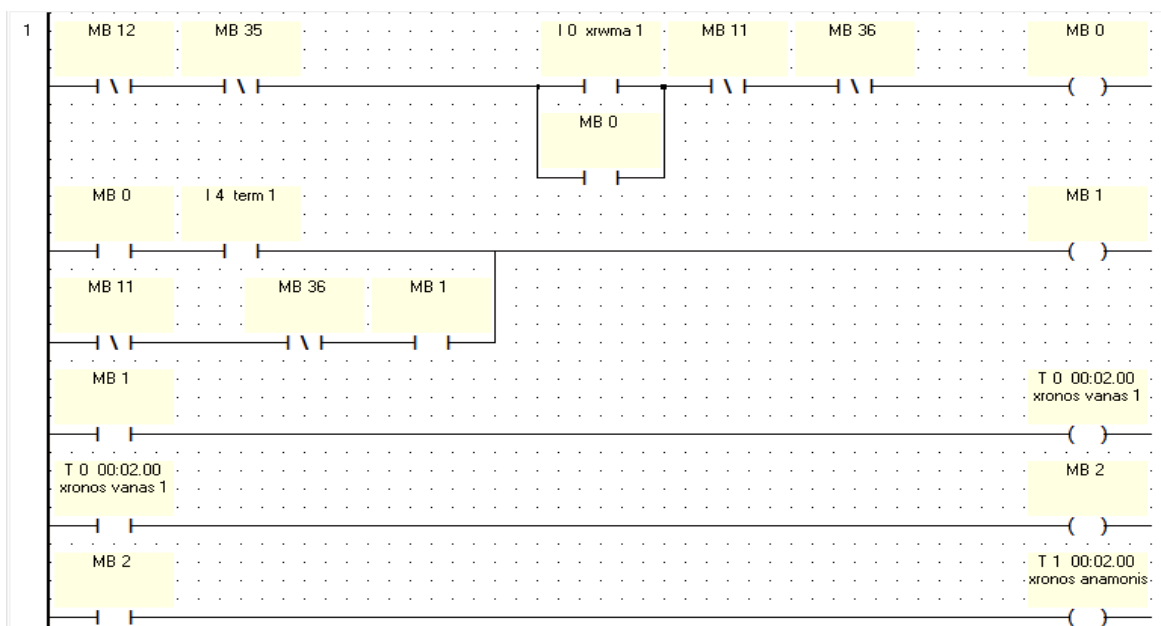 1
MB 12 MB 35 I 0 xrwma 1 MB 11 MB 36 MB 0
MB 0
MB 0 I 4 term 1 MB 1
MB 11 MB 36 MB 1
MB 1 T 0 00:02.00
xronos vanas 1
T 0 00:02.00 MB 2
xronos vanas 1
MB 2 T 1 00:02.00
xronos anamonis